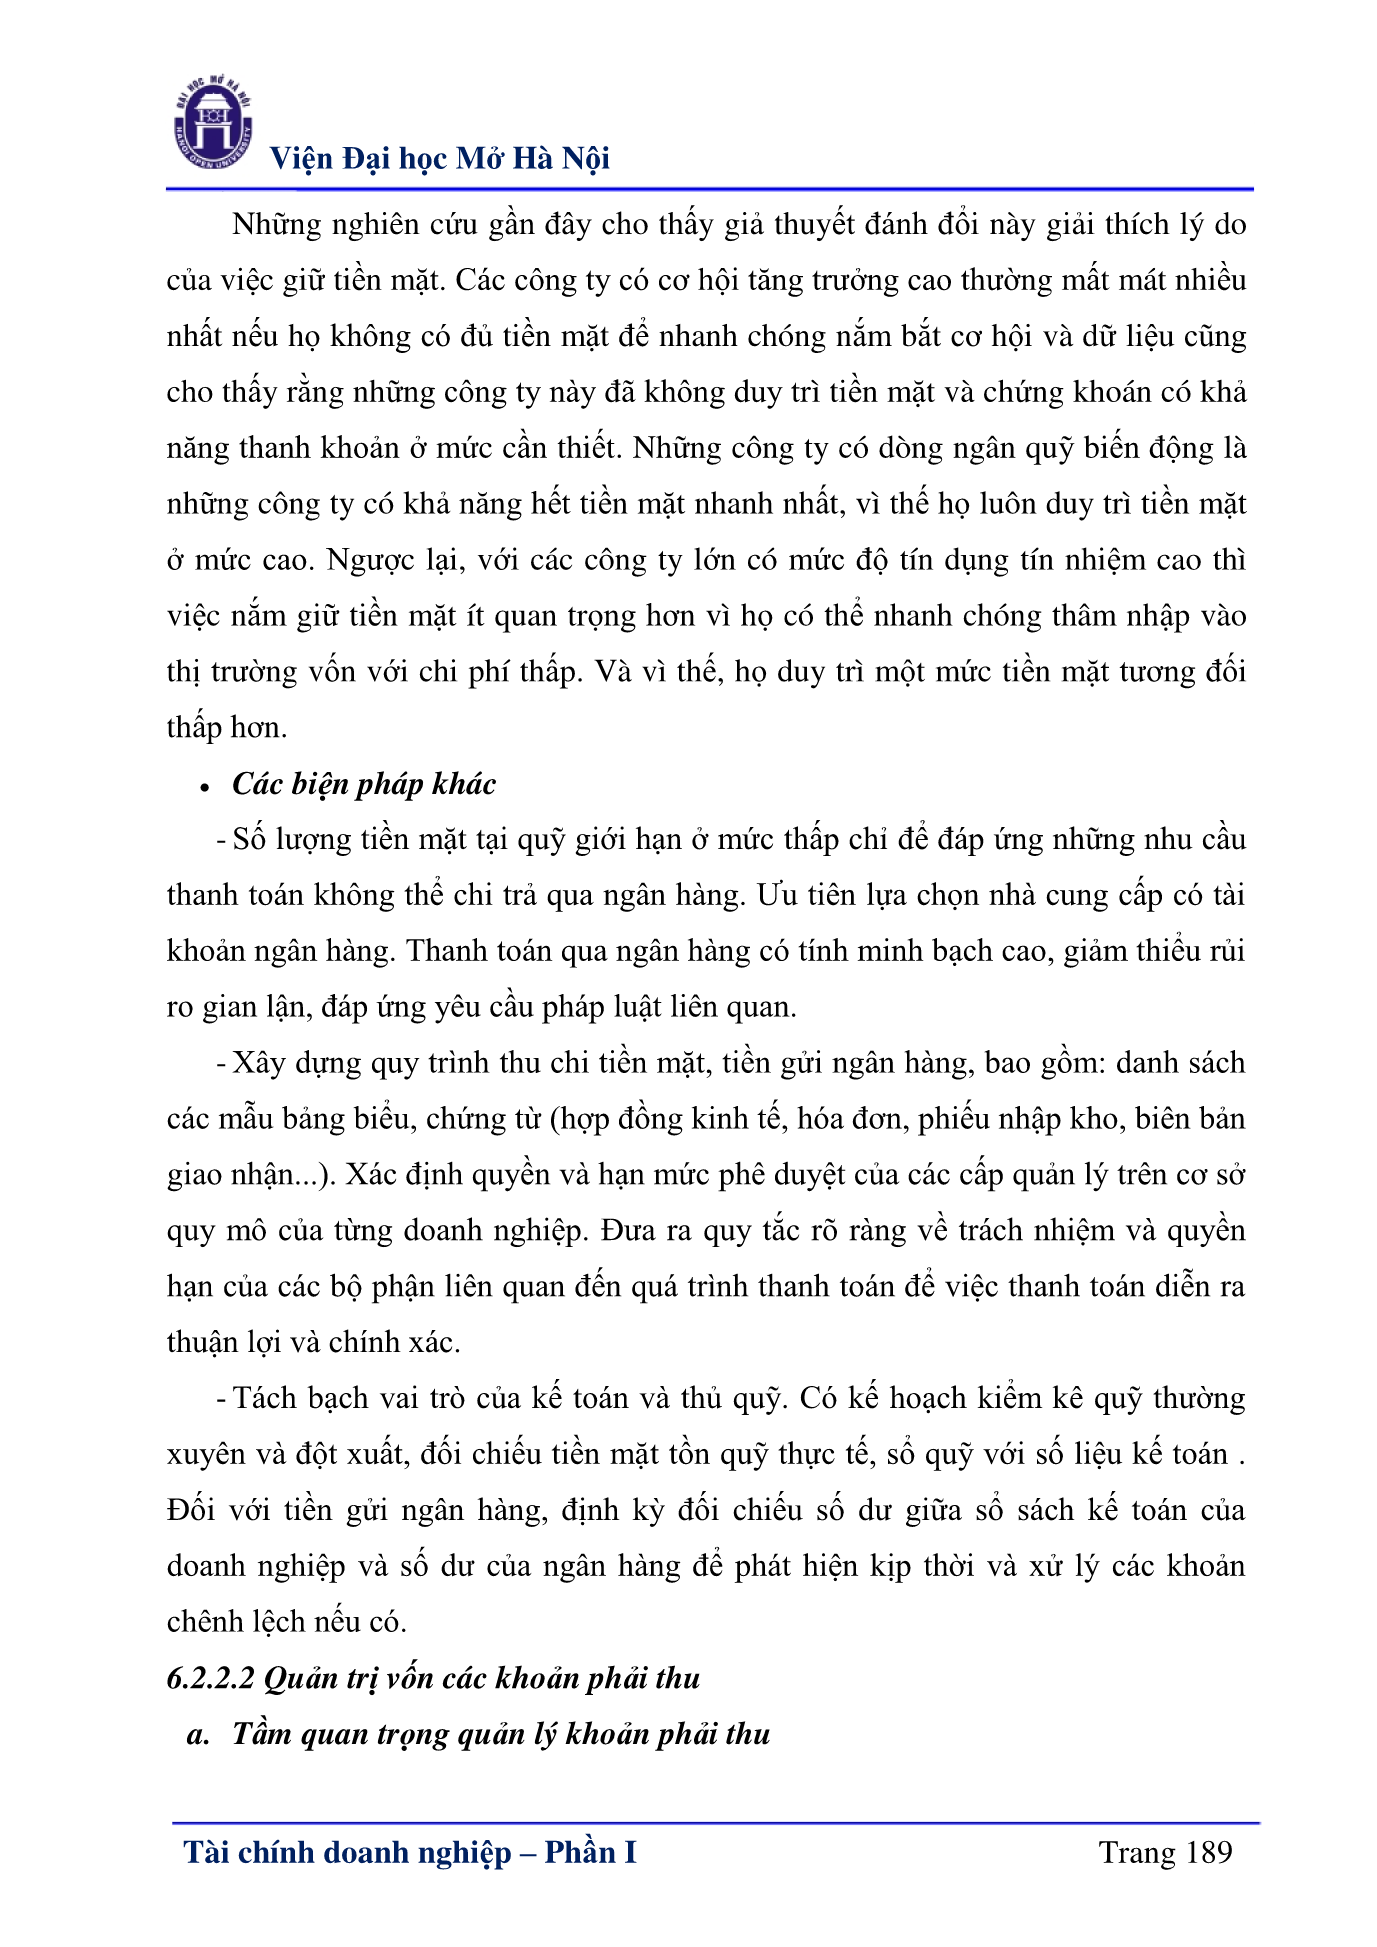 ĐẠI HỌC MỞ HÀ NỘI
HANOI OPEN UNIVERSITY
Viện Đại học Mở Hà Nội
Những nghiên cứu gần đây cho thấy giả thuyết đánh đổi này giải thích lý do
của việc giữ tiền mặt. Các công ty có cơ hội tăng trưởng cao thường mất mát nhiều
nhất nếu họ không có đủ tiền mặt để nhanh chóng nắm bắt cơ hội và dữ liệu cũng
cho thấy rằng những công ty này đã không duy trì tiền mặt và chứng khoán có khả
năng thanh khoản ở mức cần thiết. Những công ty có dòng ngân quỹ biến động là
những công ty có khả năng hết tiền mặt nhanh nhất, vì thế họ luôn duy trì tiền mặt
ở mức cao. Ngược lại, với các công ty lớn có mức độ tín dụng tín nhiệm cao thì
việc nắm giữ tiền mặt ít quan trọng hơn vì họ có thể nhanh chóng thâm nhập vào
thị trường vốn với chi phí thấp. Và vì thế, họ duy trì một mức tiền mặt tương đối
thấp hơn.
• Các biện pháp khác
- Số lượng tiền mặt tại quỹ giới hạn ở mức thấp chỉ để đáp ứng những nhu cầu
thanh toán không thể chi trả qua ngân hàng. Ưu tiên lựa chọn nhà cung cấp có tài
khoản ngân hàng. Thanh toán qua ngân hàng có tính minh bạch cao, giảm thiểu rủi
ro gian lận, đáp ứng yêu cầu pháp luật liên quan.
- Xây dựng quy trình thu chi tiền mặt, tiền gửi ngân hàng, bao gồm: danh sách
các mẫu bảng biểu, chứng từ (hợp đồng kinh tế, hóa đơn, phiếu nhập kho, biên bản
giao nhận...). Xác định quyền và hạn mức phê duyệt của các cấp quản lý trên cơ sở
quy mô của từng doanh nghiệp. Đưa ra quy tắc rõ ràng về trách nhiệm và quyền
hạn của các bộ phận liên quan đến quá trình thanh toán để việc thanh toán diễn ra
thuận lợi và chính xác.
- Tách bạch vai trò của kế toán và thủ quỹ. Có kế hoạch kiểm kê quỹ thường
xuyên và đột xuất, đối chiếu tiền mặt tồn quỹ thực tế, sổ quỹ với số liệu kế toán .
Đối với tiền gửi ngân hàng, định kỳ đối chiếu số dư giữa sổ sách kế toán của
doanh nghiệp và số dư của ngân hàng để phát hiện kịp thời và xử lý các khoản
chênh lệch nếu có.
6.2.2.2 Quản trị vốn các khoản phải thu
a. Tầm quan trọng quản lý khoản phải thu
Tài chính doanh nghiệp – Phần I
Trang 189